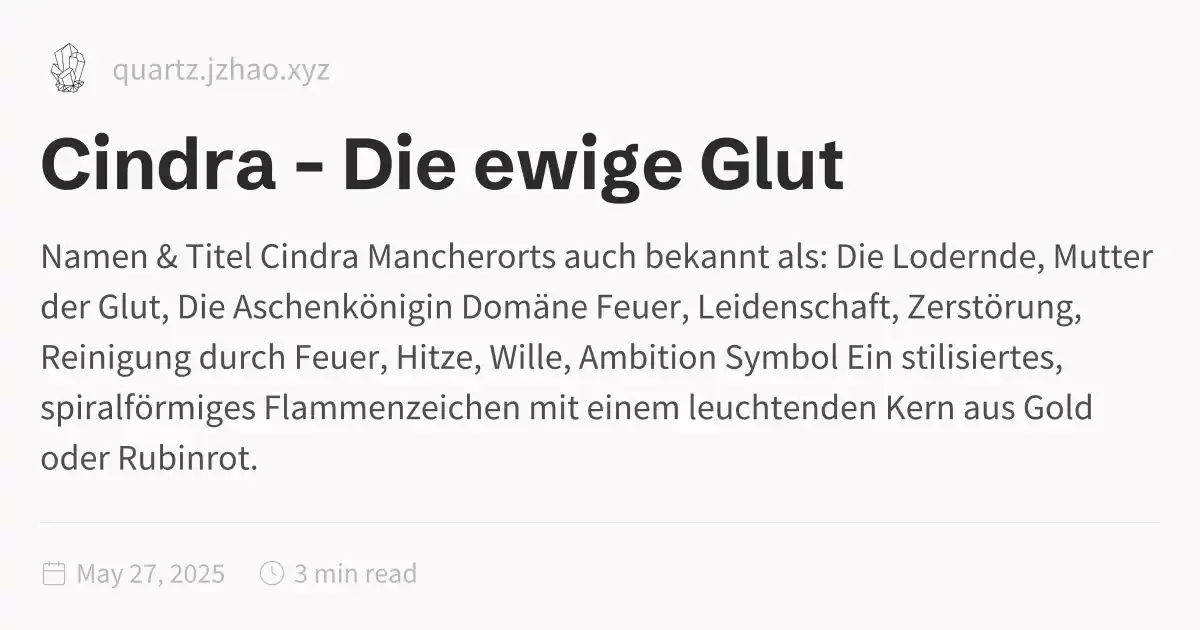 quartz.jzhao.xyz
Cindra - Die ewige Glut
Namen & Titel Cindra Mancherorts auch bekannt als: Die Lodernde, Mutter
der Glut, Die Aschenkönigin Domäne Feuer, Leidenschaft, Zerstörung,
Reinigung durch Feuer, Hitze, Wille, Ambition Symbol Ein stilisiertes,
spiralförmiges Flammenzeichen mit einem leuchtenden Kern aus Gold
oder Rubinrot.
May 27, 2025 3 min read